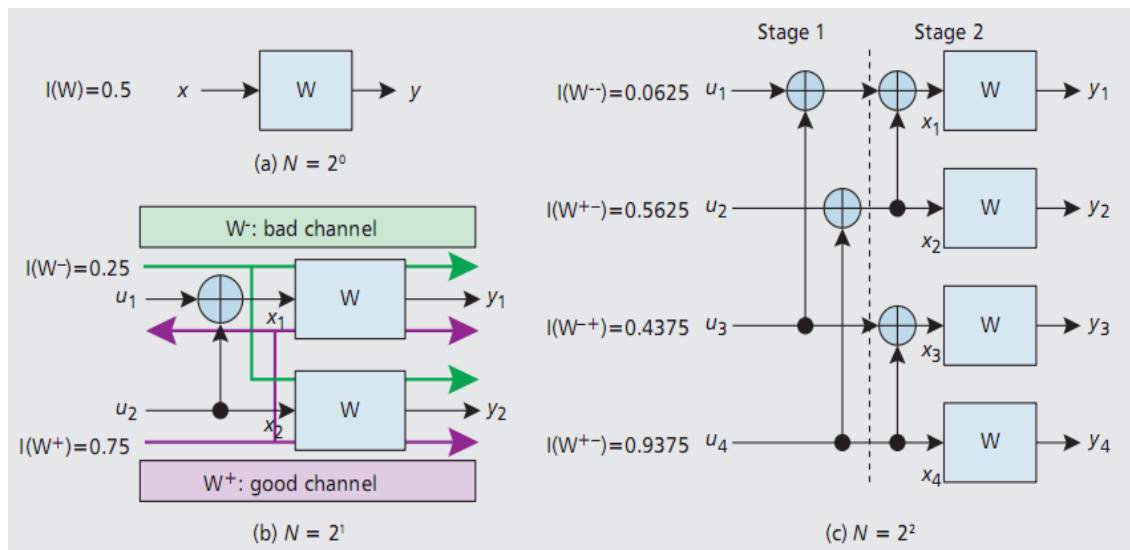 I(W)=0.5 x W y
(a) N = 2⁰
W⁻: bad channel
I(W⁻)=0.25
u₁ x₁ W y₁
u₂ x₂ W y₂
I(W⁺)=0.75
W⁺: good channel
(b) N = 2¹
Stage 1 Stage 2
I(W⁻⁻)=0.0625 u₁ x₁ W y₁
I(W⁺⁻)=0.5625 u₂ x₂ W y₂
I(W⁻⁺)=0.4375 u₃ x₃ W y₃
I(W⁺⁻)=0.9375 u₄ x₄ W y₄
(c) N = 2²